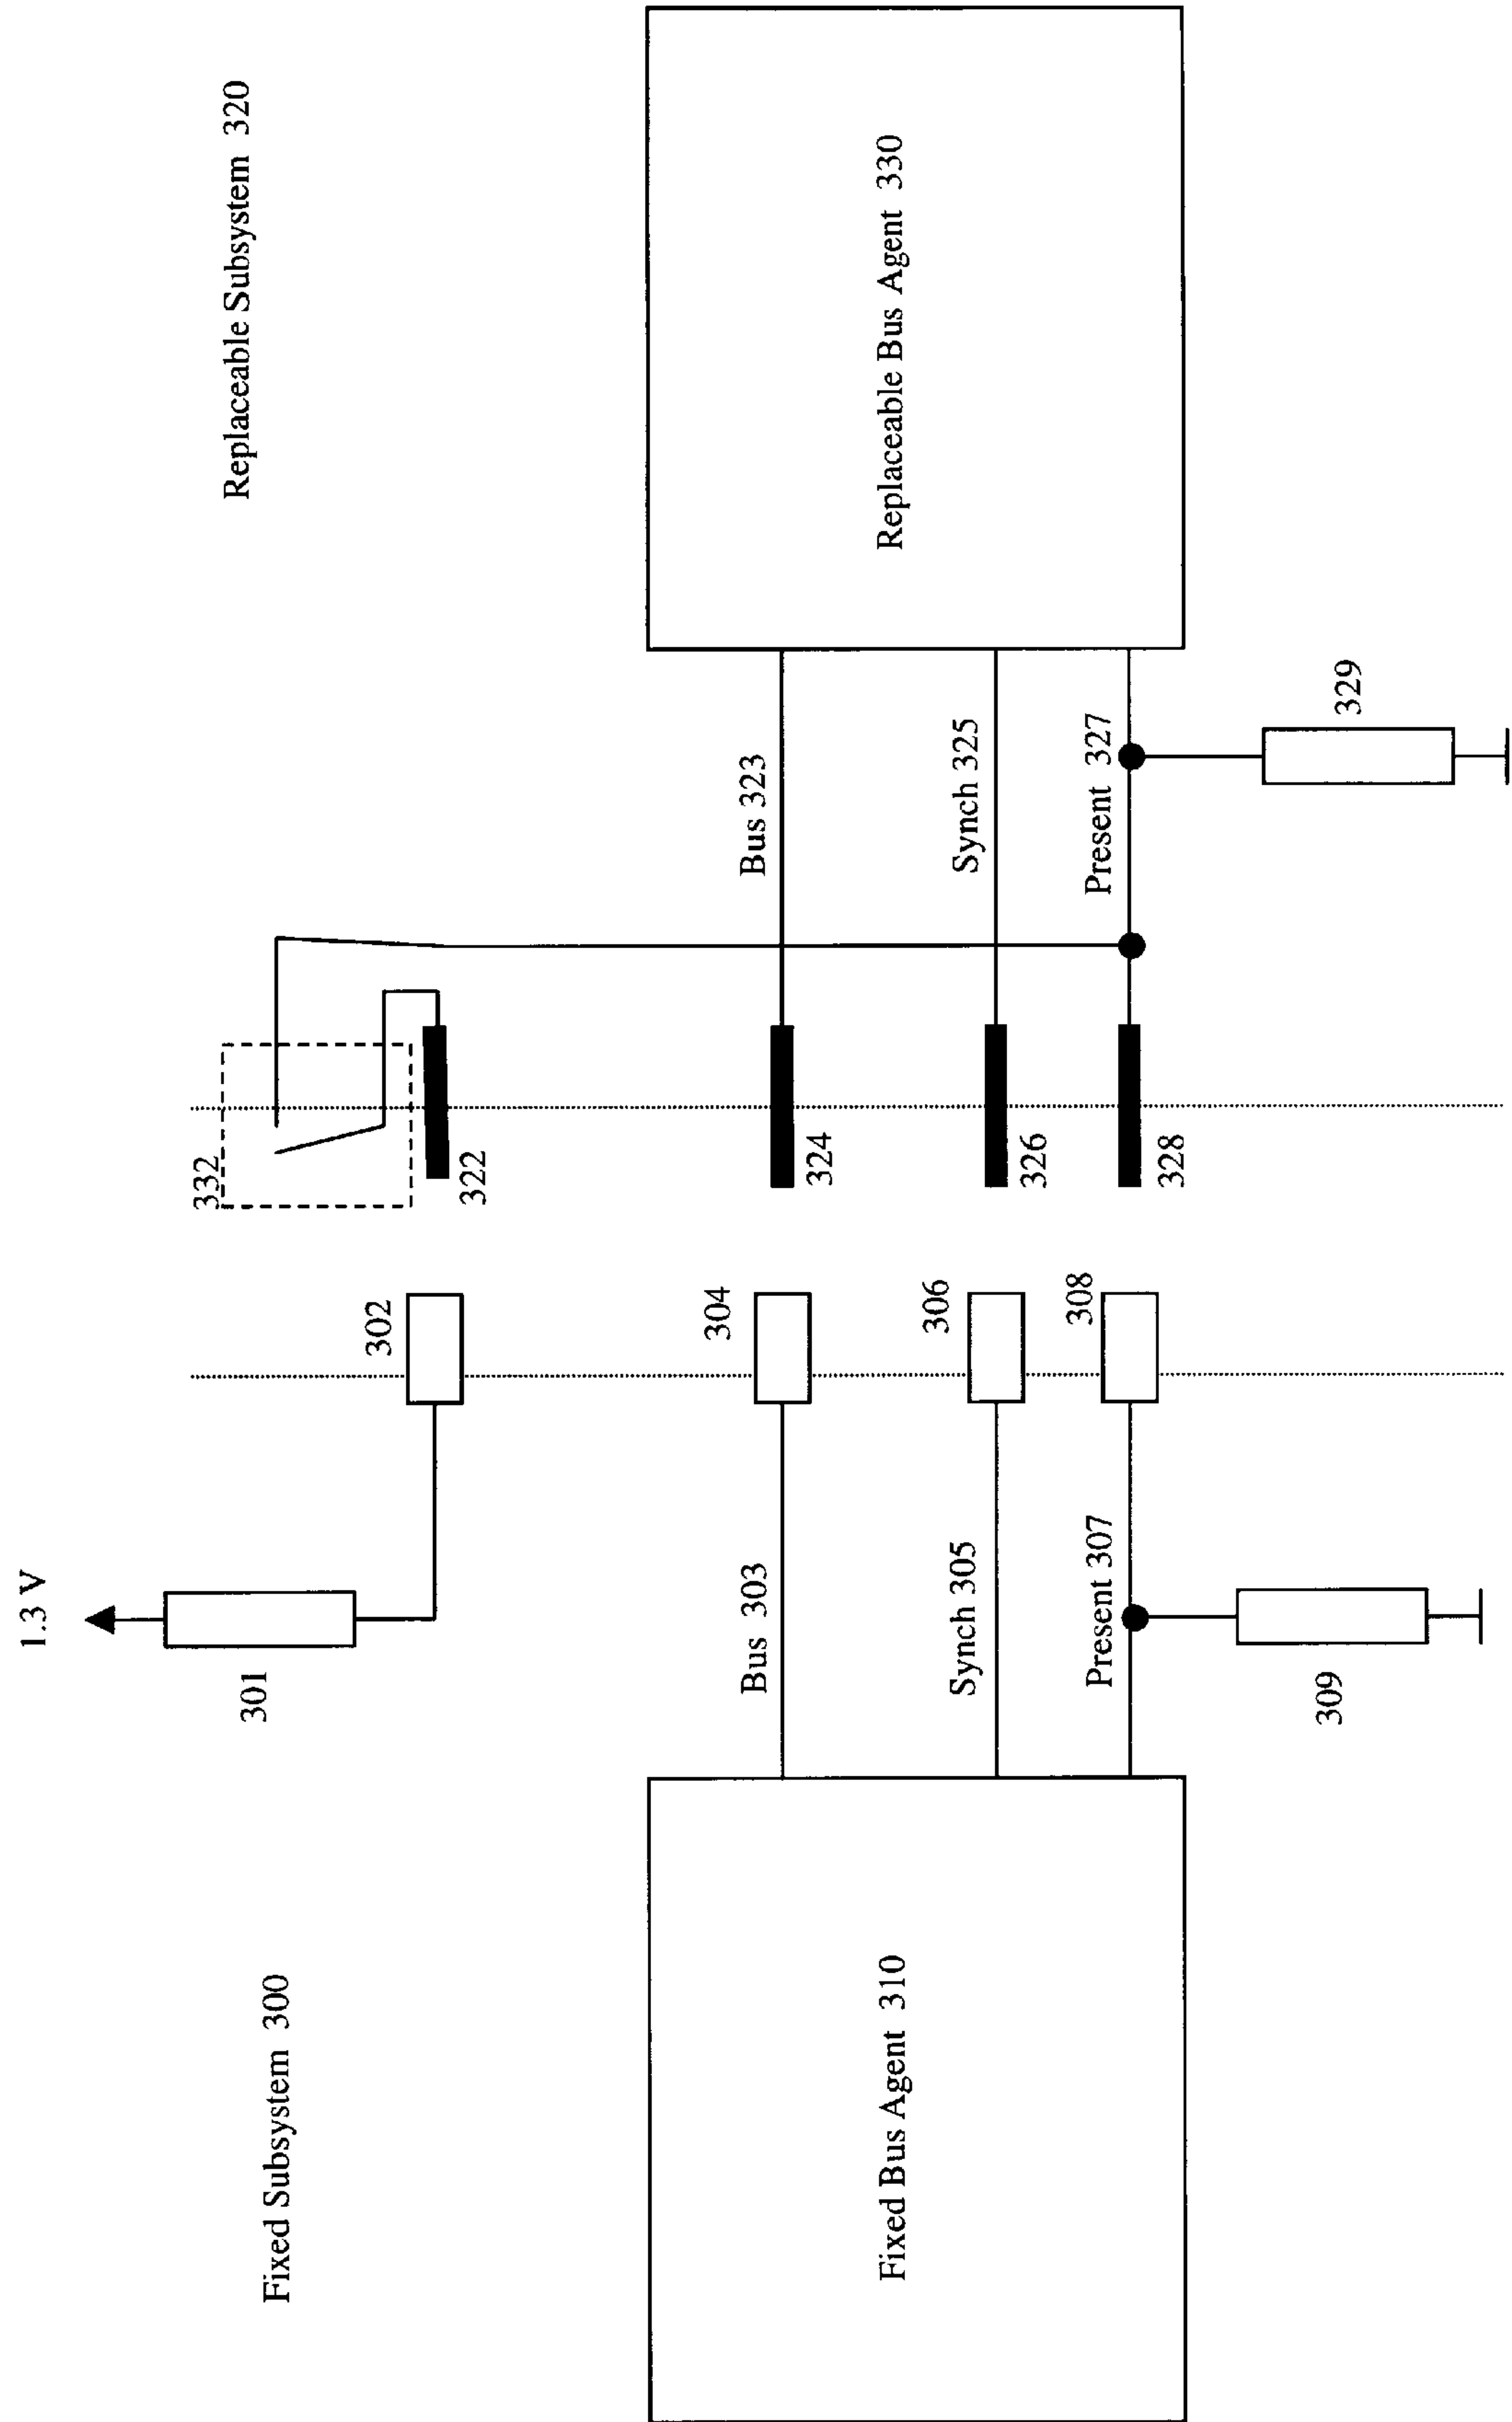 1.3 V
301
Fixed Subsystem 300
Replaceable Subsystem 320
302
332
322
Bus 303
304
324
Bus 323
Fixed Bus Agent 310
Replaceable Bus Agent 330
Synch 305
306
326
Synch 325
Present 307
308
328
Present 327
309
329